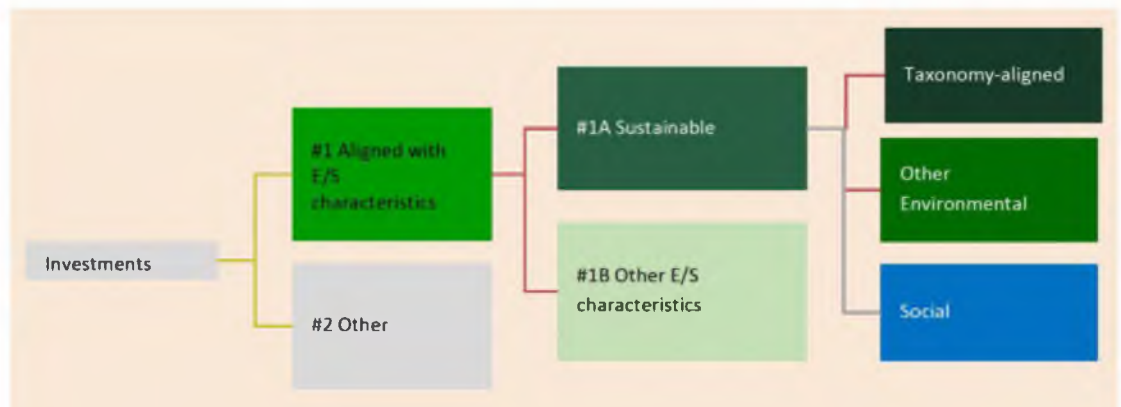 Investments
#1 Aligned with
E/S
characteristics
#2 Other
#1A Sustainable
#1B Other E/S
characteristics
Taxonomy-aligned
Other
Environmental
Social